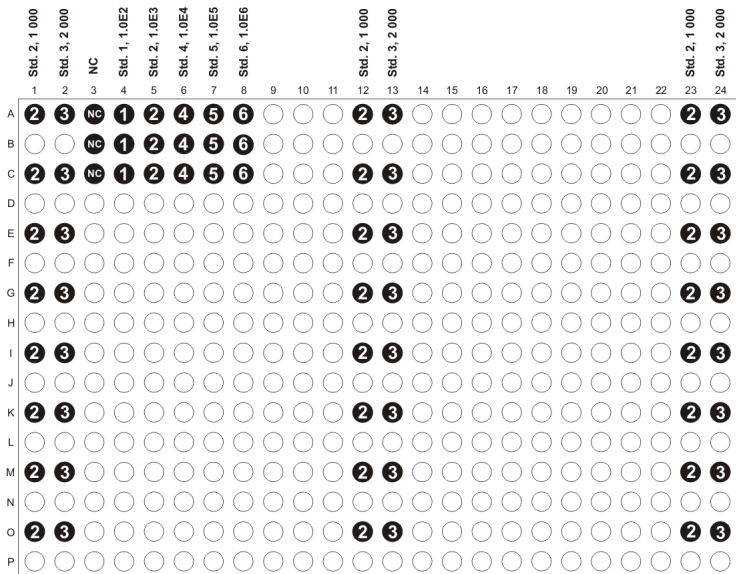 Std. 2, 1 000
Std. 3, 2 000
NC
Std. 1, 1.0E2
Std. 2, 1.0E3
Std. 4, 1.0E4
Std. 5, 1.0E5
Std. 6, 1.0E6
Std. 2, 1 000
Std. 3, 2 000
Std. 2, 1 000
Std. 3, 2 000
1 2 3 4 5 6 7 8 9 10 11 12 13 14 15 16 17 18 19 20 21 22 23 24
A 2 3 NC 1 2 4 5 6 2 3 2 3
B NC 1 2 4 5 6
C 2 3 NC 1 2 4 5 6 2 3 2 3
D
E 2 3 2 3 2 3
F
G 2 3 2 3 2 3
H
I 2 3 2 3 2 3
J
K 2 3 2 3 2 3
L
M 2 3 2 3 2 3
N
O 2 3 2 3 2 3
P